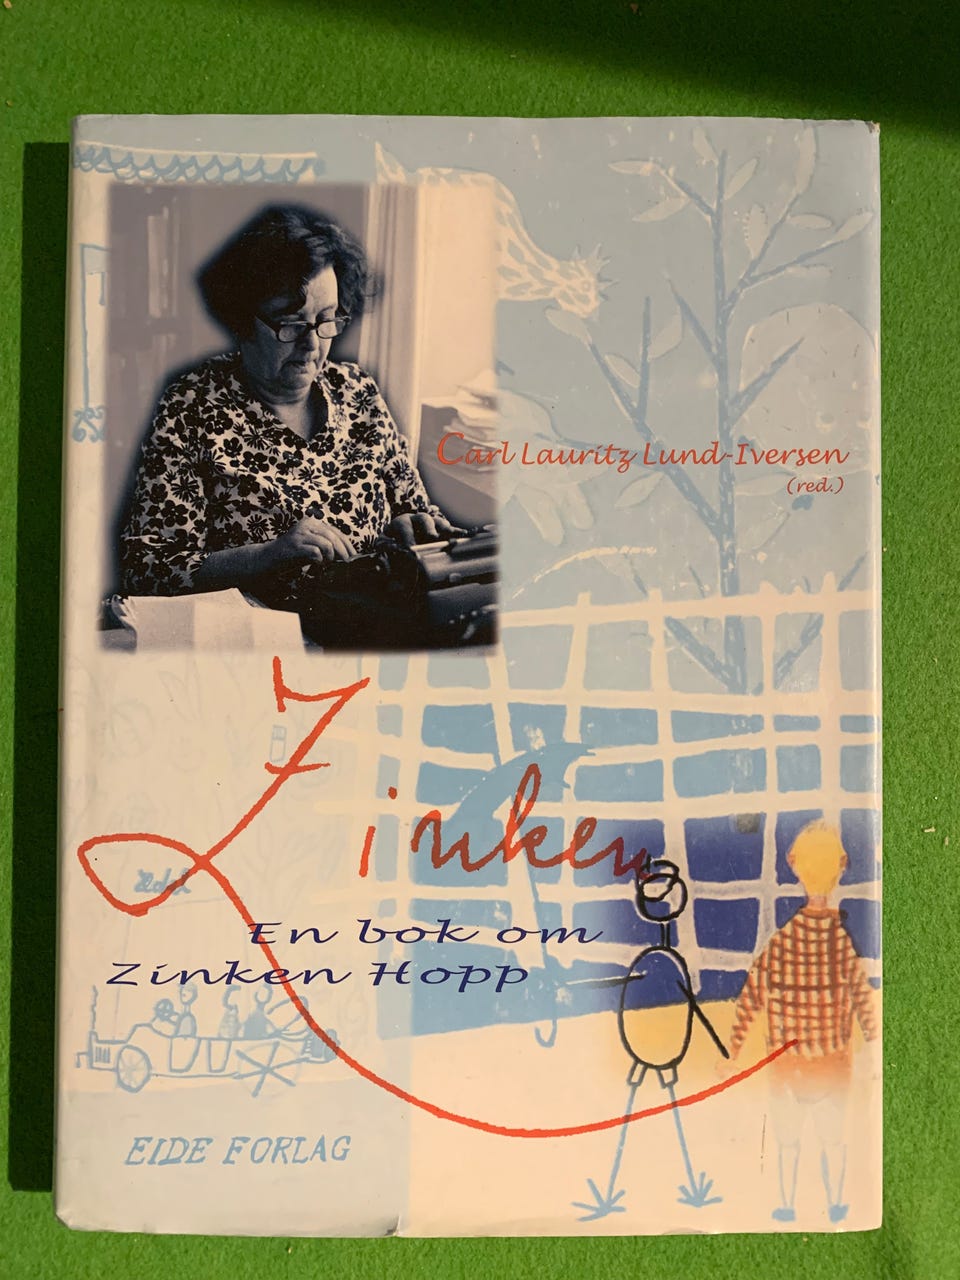 Carl Lauritz Lund-Iversen
(red.)
Zinken
En bok om
Zinken Hopp
EIDE FORLAG